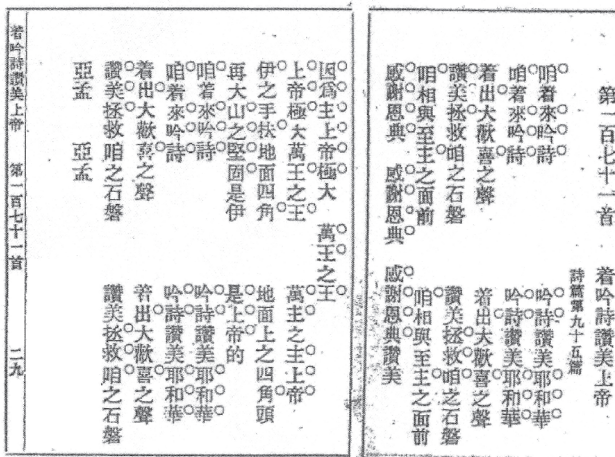 第一百七十一首 着吟詩讚美上帝
詩篇第九十五篇
咱着來吟詩 吟詩讚美耶和華
咱着來吟詩 吟詩讚美耶和華
着出大歡喜之聲 着出大歡喜之聲
讚美拯救咱之石磐 讚美拯救咱之石磐
咱相與至主之面前 咱相與至主之面前
感謝恩典 感謝恩典 感謝恩典讚美
因爲主上帝極大 萬王之王
上帝極大萬王之王 萬主之主上帝
伊之手扶地面四角 地面上之四角頭
再大山之堅固是伊 是上帝的
咱着來吟詩 吟詩讚美耶和華
咱着來吟詩 吟詩讚美耶和華
着出大歡喜之聲 着出大歡喜之聲
讚美拯救咱之石磐 讚美拯救咱之石磐
亞孟 亞孟
着吟詩讚美上帝 第一百七十一首 二九